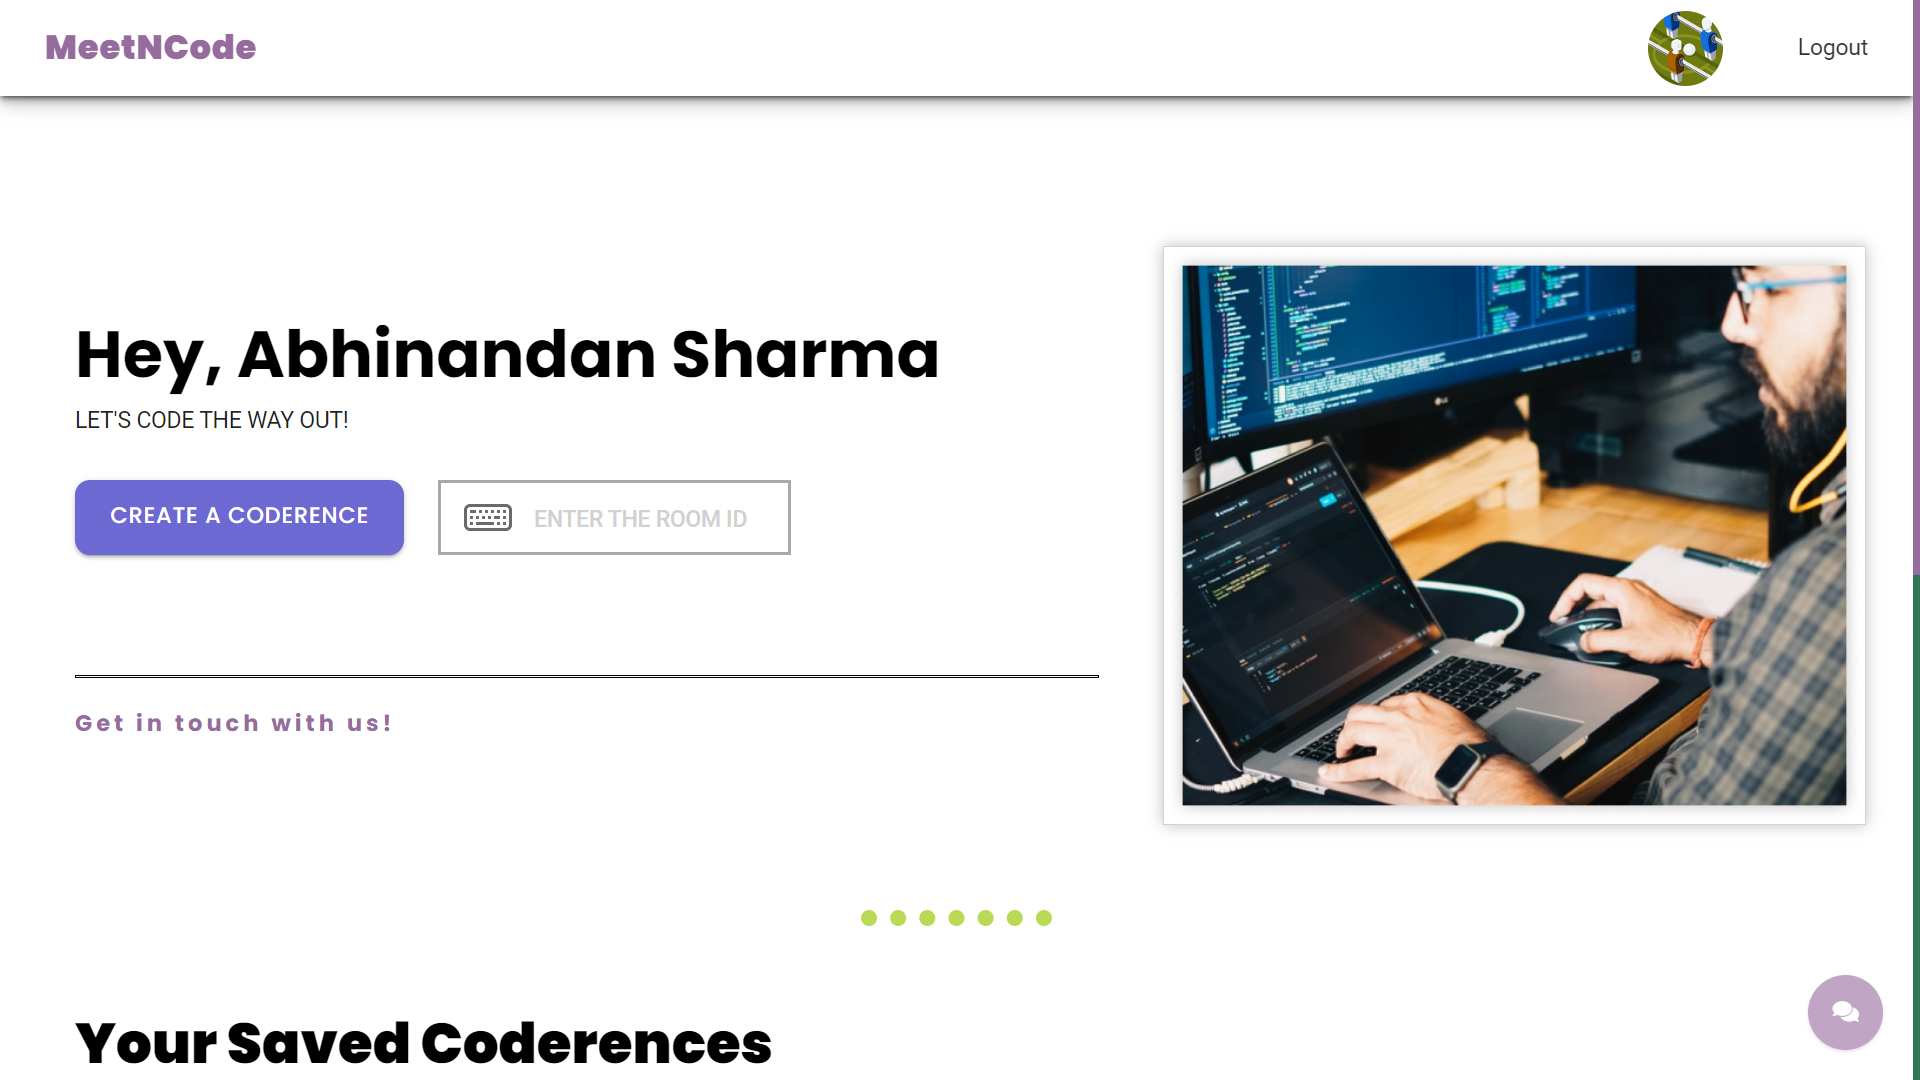 MeetNCode
Logout
Hey, Abhinandan Sharma
LET'S CODE THE WAY OUT!
CREATE A CODERENCE
ENTER THE ROOM ID
Get in touch with us!
Your Saved Coderences